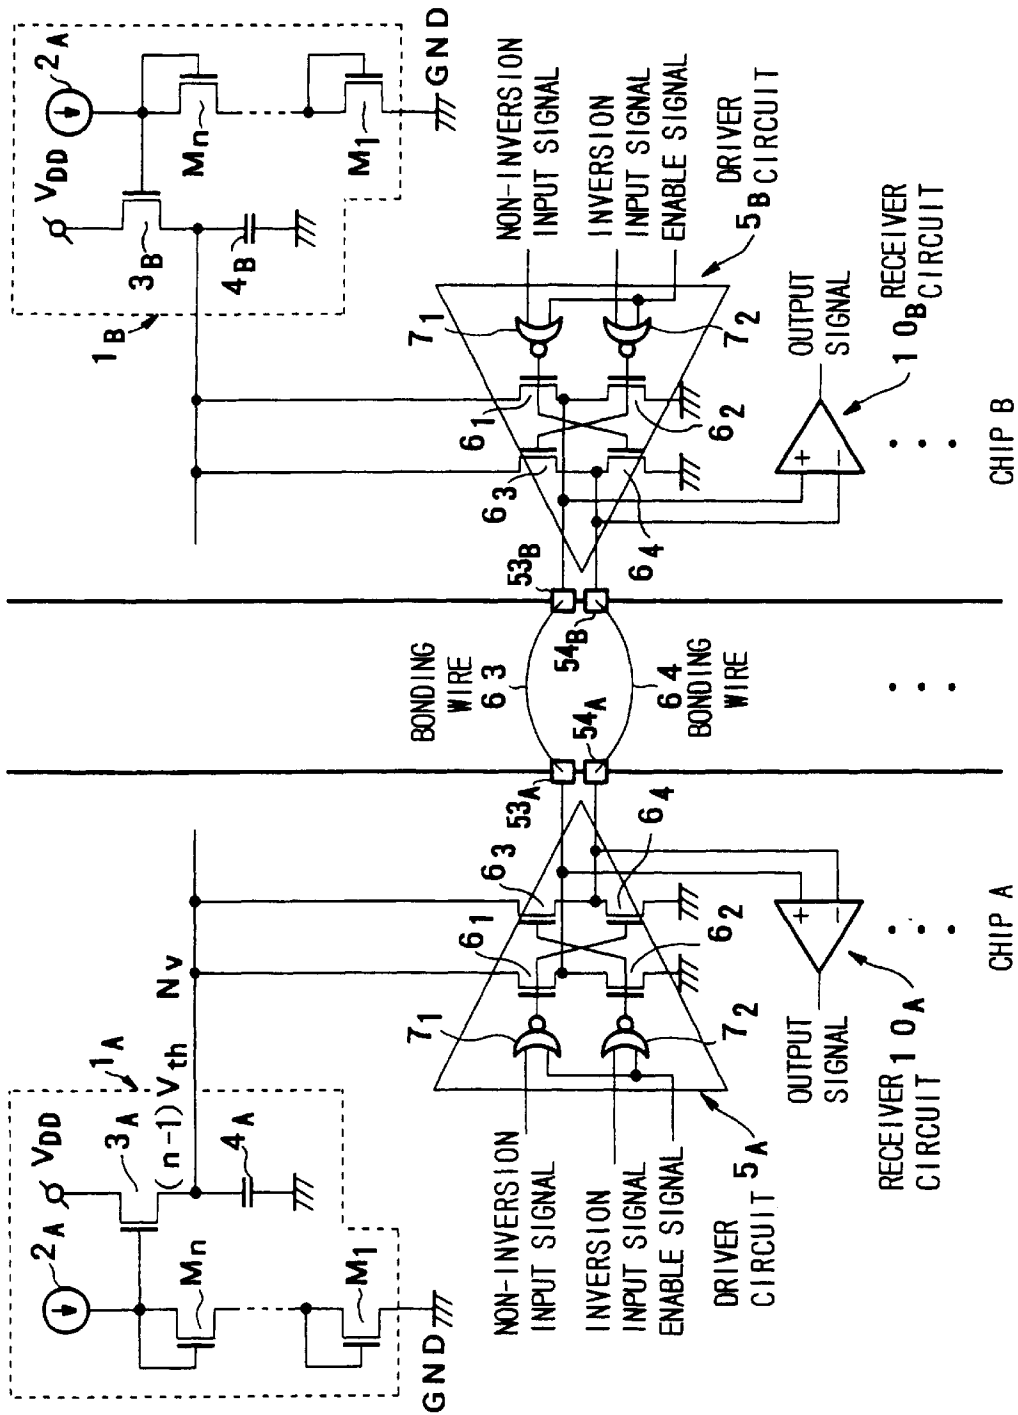 GND
2A
VDD
3A
1A
Mn
M1
4A
(n-1)Vth
Nv
NON-INVERSION
INPUT SIGNAL
INVERSION
INPUT SIGNAL
ENABLE SIGNAL
DRIVER
CIRCUIT 5A
71
72
61
62
63
64
53A
54A
OUTPUT
SIGNAL
RECEIVER 10A
CIRCUIT
+
−
CHIP A
BONDING
WIRE
63
64
BONDING
WIRE
53B
54B
1B
3B
VDD
2A
4B
Mn
M1
GND
63
61
64
62
71
72
NON-INVERSION
INPUT SIGNAL
INVERSION
INPUT SIGNAL
ENABLE SIGNAL
5B DRIVER
CIRCUIT
OUTPUT
SIGNAL
+
−
10B RECEIVER
CIRCUIT
CHIP B